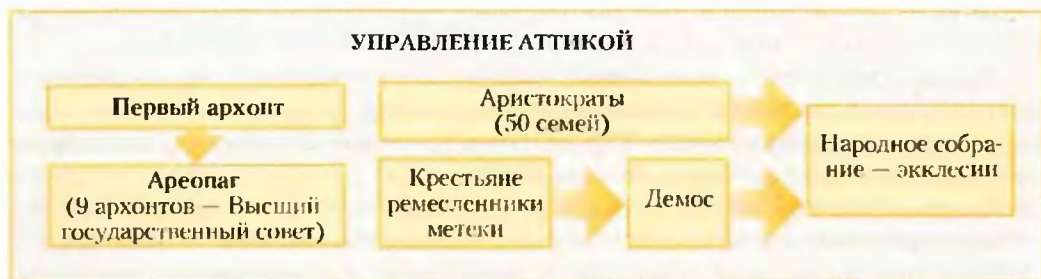 УПРАВЛЕНИЕ АТТИКОЙ
Первый архонт
Ареопаг
(9 архонтов — Высший
государственный совет)
Аристократы
(50 семей)
Крестьяне
ремесленники
метеки
Демос
Народное собра-
ние — экклесии